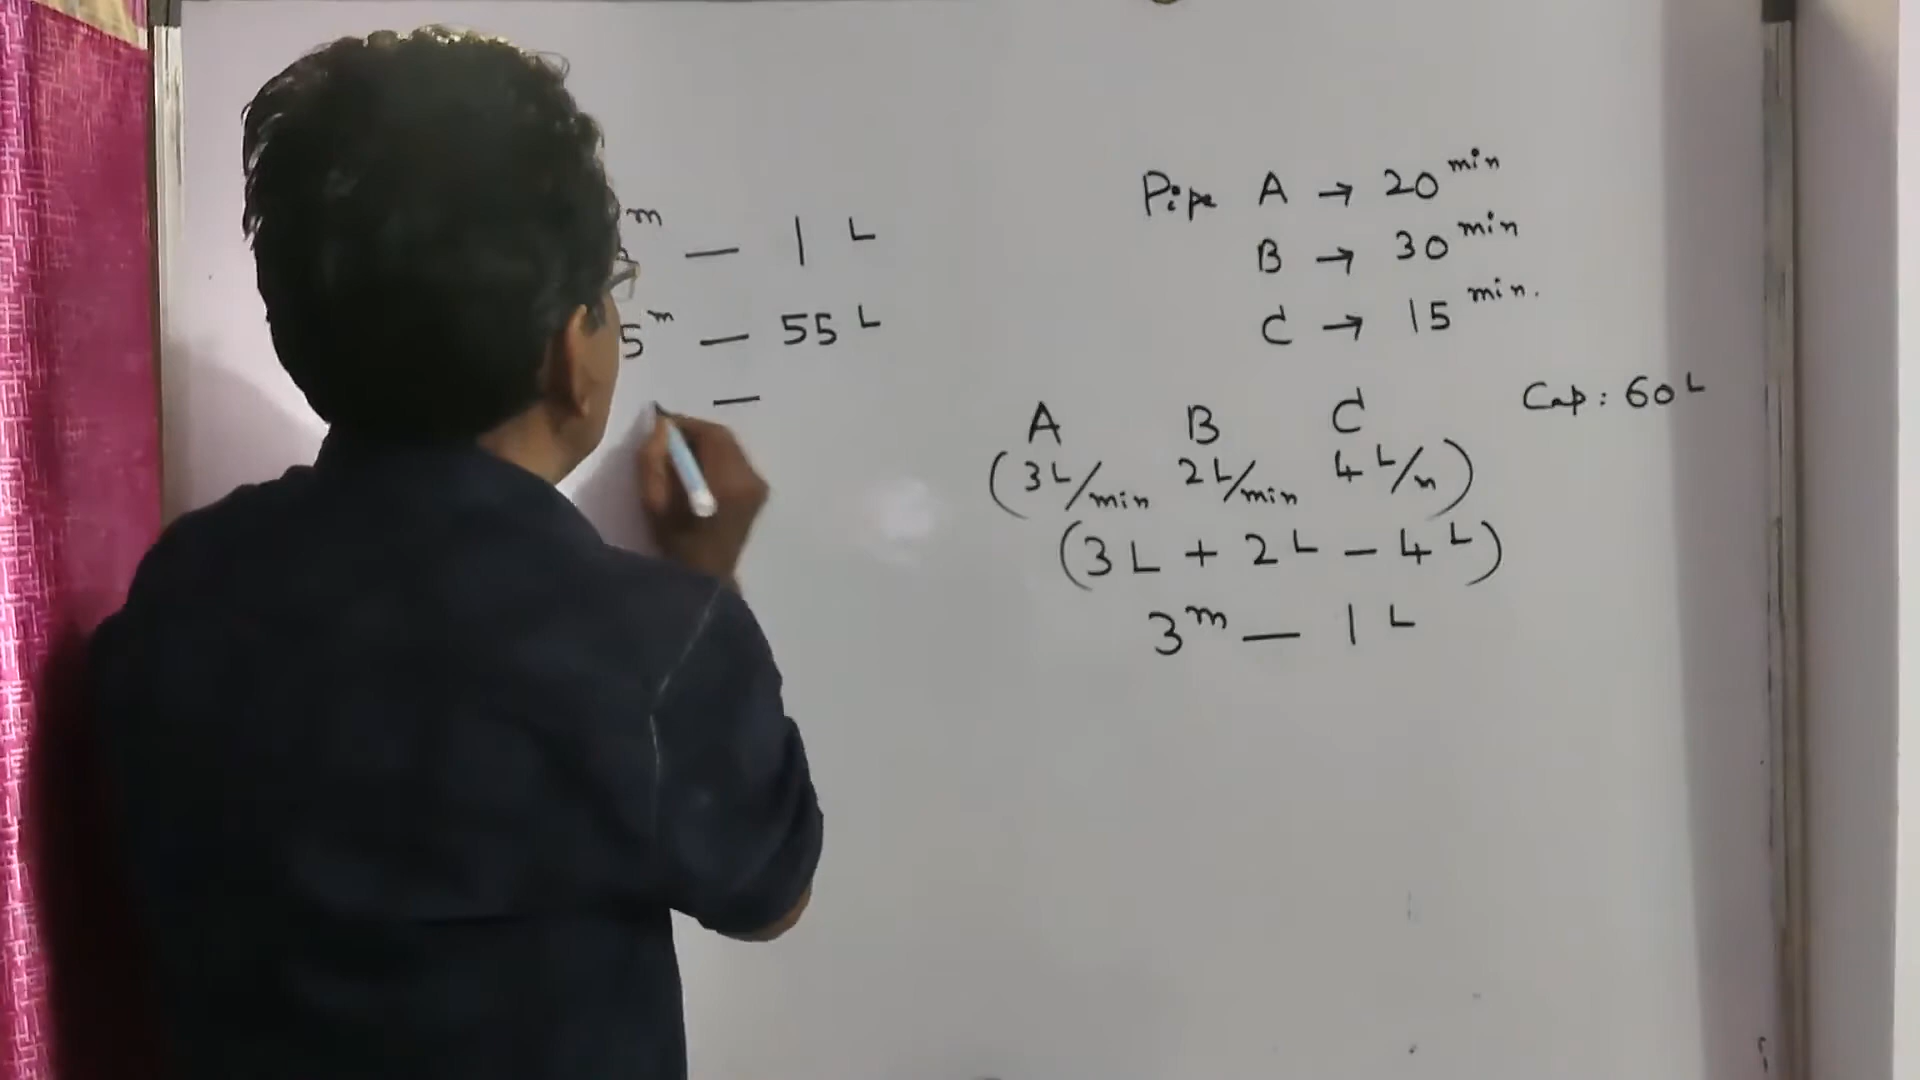 m — 1 L
5 m — 55 L
—
Pipe A → 20 min
B → 30 min
C → 15 min.
Cap : 60 L
A B C
(3 L/min 2 L/min 4 L/m)
(3 L + 2 L − 4 L)
3 m — 1 L